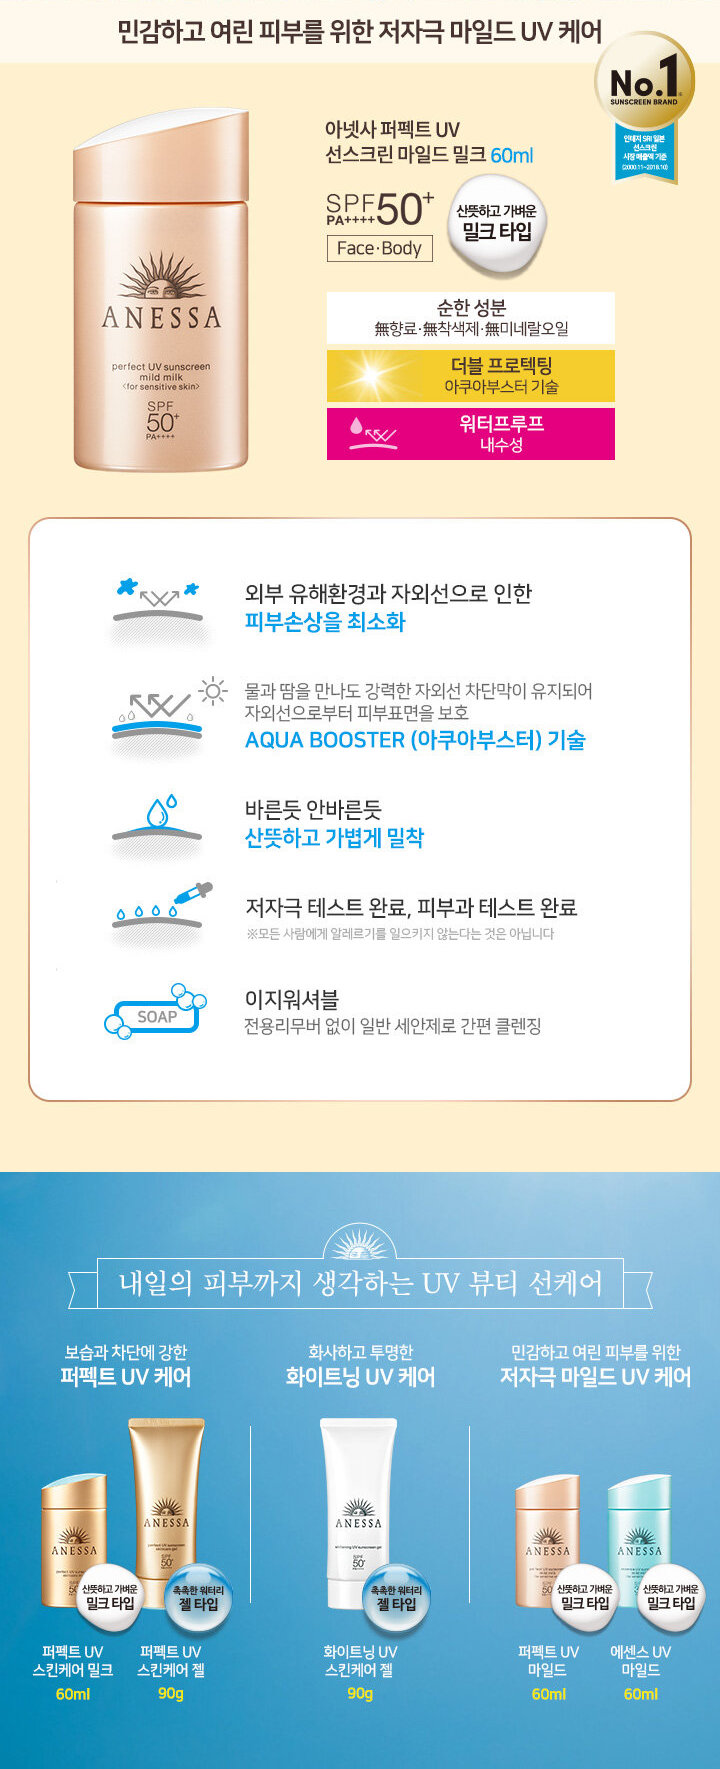 민감하고 여린 피부를 위한 저자극 마일드 UV 케어
No.1
SUNSCREEN BRAND
인테지 SRI 일본
선스크린
시장 매출액 기준
(2000.11~2018.10)
아넷사 퍼펙트 UV
선스크린 마일드 밀크 60ml
SPF 50+
PA++++
Face·Body
산뜻하고 가벼운
밀크 타입
순한 성분
無향료·無착색제·無미네랄오일
더블 프로텍팅
아쿠아부스터 기술
워터프루프
내수성
ANESSA
perfect UV sunscreen
mild milk
<for sensitive skin>
SPF
50+
PA++++
외부 유해환경과 자외선으로 인한
피부손상을 최소화
물과 땀을 만나도 강력한 자외선 차단막이 유지되어
자외선으로부터 피부표면을 보호
AQUA BOOSTER (아쿠아부스터) 기술
바른듯 안바른듯
산뜻하고 가볍게 밀착
저자극 테스트 완료, 피부과 테스트 완료
※모든 사람에게 알레르기를 일으키지 않는다는 것은 아닙니다
SOAP
이지워셔블
전용리무버 없이 일반 세안제로 간편 클렌징
내일의 피부까지 생각하는 UV 뷰티 선케어
보습과 차단에 강한
퍼펙트 UV 케어
화사하고 투명한
화이트닝 UV 케어
민감하고 여린 피부를 위한
저자극 마일드 UV 케어
ANESSA
ANESSA
ANESSA
ANESSA
ANESSA
산뜻하고 가벼운
밀크 타입
촉촉한 워터리
젤 타입
촉촉한 워터리
젤 타입
산뜻하고 가벼운
밀크 타입
산뜻하고 가벼운
밀크 타입
퍼펙트 UV
스킨케어 밀크
60ml
퍼펙트 UV
스킨케어 젤
90g
화이트닝 UV
스킨케어 젤
90g
퍼펙트 UV
마일드
60ml
에센스 UV
마일드
60ml